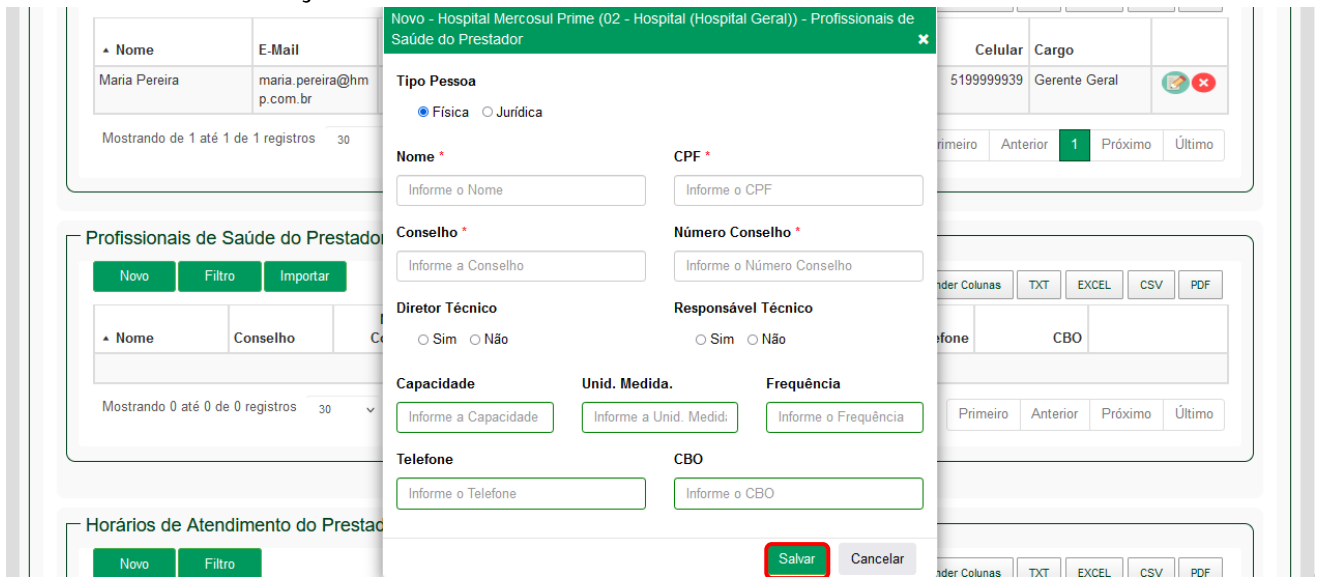 Novo - Hospital Mercosul Prime (02 - Hospital (Hospital Geral)) - Profissionais de
Saúde do Prestador
Nome
E-Mail
Celular
Cargo
Maria Pereira
maria.pereira@hm
p.com.br
5199999939
Gerente Geral
Mostrando de 1 até 1 de 1 registros
30
Anterior
1
Próximo
Último
Tipo Pessoa
Física
Jurídica
Nome *
CPF *
Informe o Nome
Informe o CPF
Conselho *
Número Conselho *
Informe a Conselho
Informe o Número Conselho
Diretor Técnico
Responsável Técnico
Sim
Não
Sim
Não
Capacidade
Unid. Medida.
Frequência
Informe a Capacidade
Informe a Unid. Medid
Informe o Frequência
Telefone
CBO
Informe o Telefone
Informe o CBO
Salvar
Cancelar
Profissionais de Saúde do Prestador
Novo
Filtro
Importar
Colunas
TXT
EXCEL
CSV
PDF
Nome
Conselho
CBO
Mostrando 0 até 0 de 0 registros
30
Primeiro
Anterior
Próximo
Último
Horários de Atendimento do
Novo
Filtro
Colunas
TXT
EXCEL
CSV
PDF